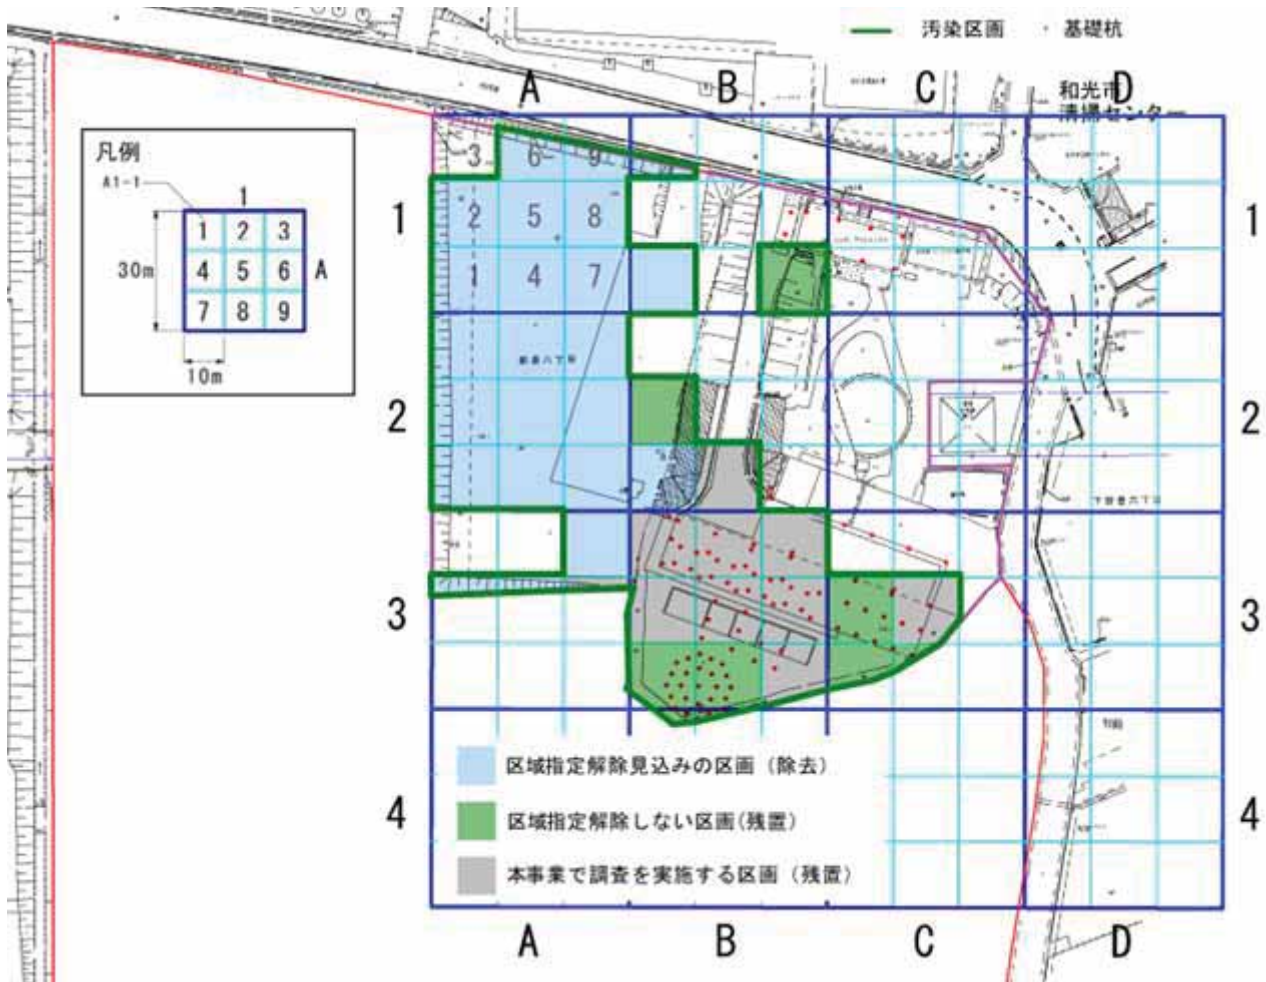 汚染区画
基礎杭
A
B
C
D
和光市
清掃センター
凡例
A1-1
1
1 2 3
4 5 6
7 8 9
A
30m
10m
3 6 9
1
2 5 8
1
1 4 7
2
2
3
3
区域指定解除見込みの区画（除去）
区域指定解除しない区画(残置)
本事業で調査を実施する区画（残置）
4
4
A
B
C
D